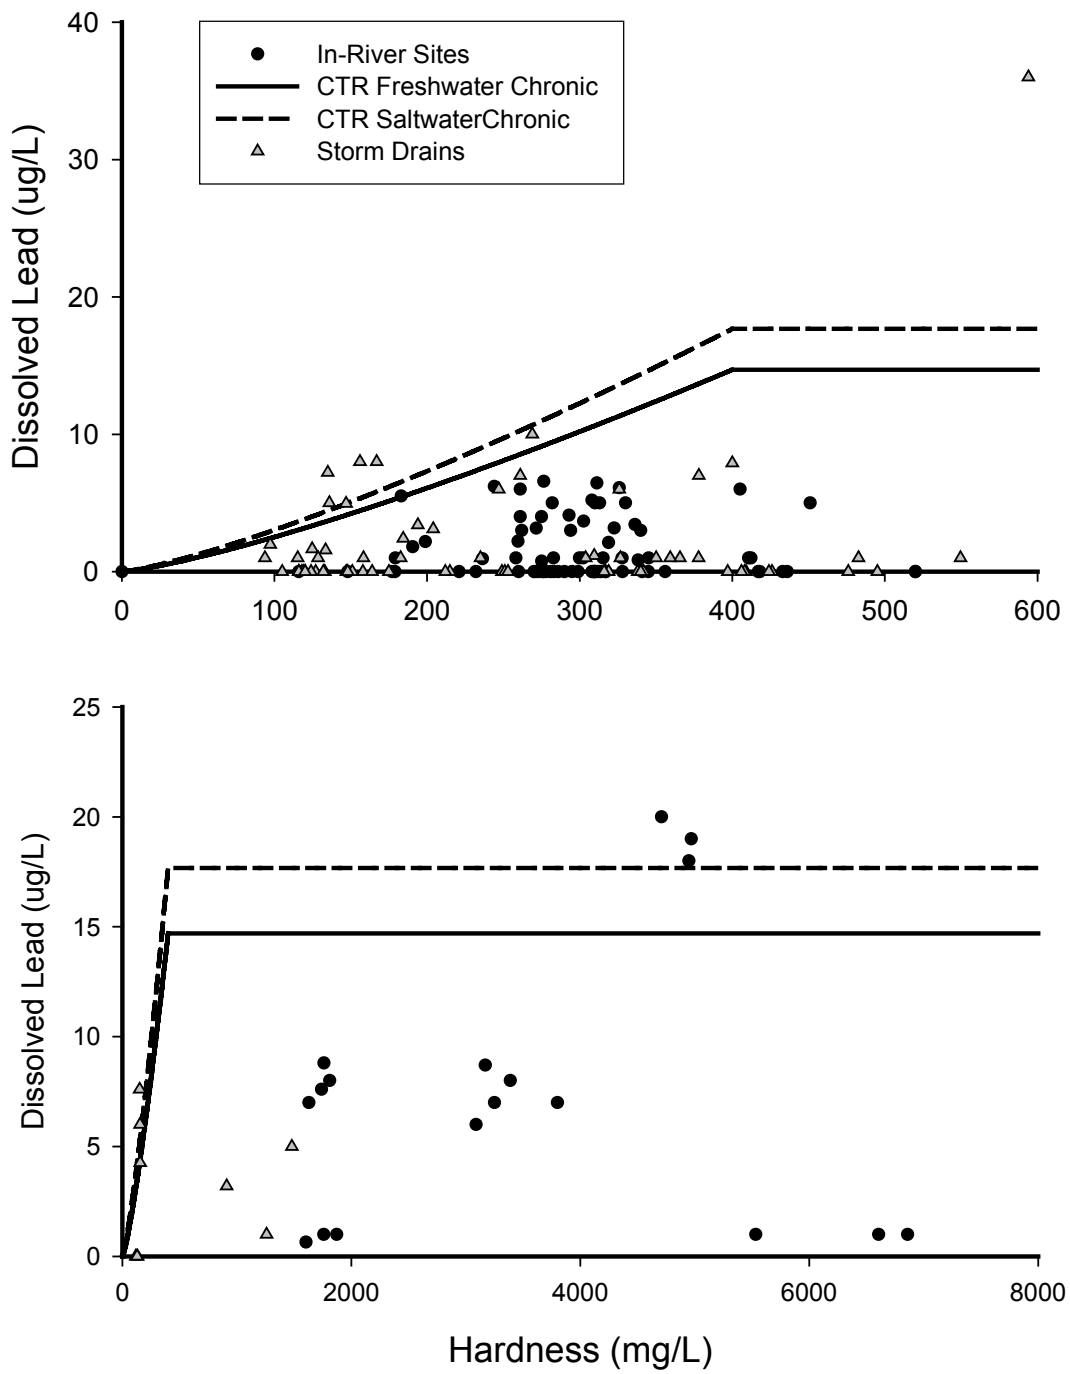 40
30
20
10
0
Dissolved Lead (ug/L)
In-River Sites
CTR Freshwater Chronic
CTR SaltwaterChronic
Storm Drains
0 100 200 300 400 500 600
25
20
15
10
5
0
Dissolved Lead (ug/L)
0 2000 4000 6000 8000
Hardness (mg/L)